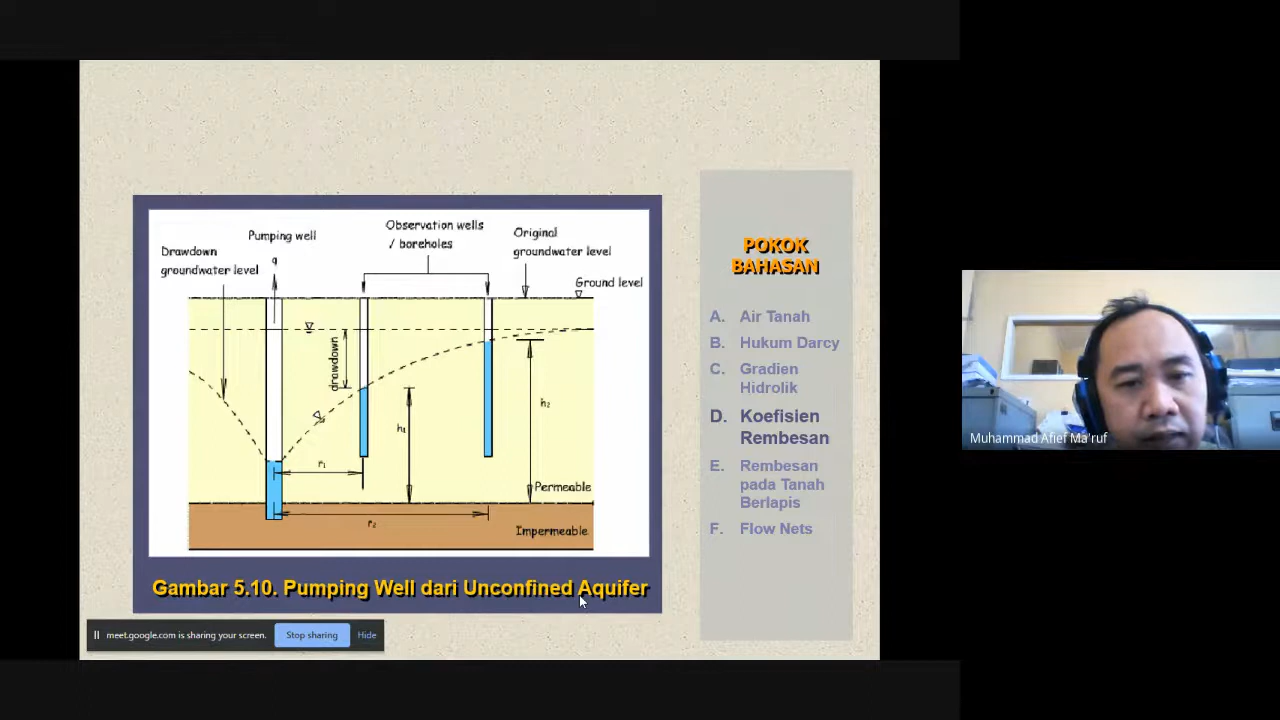 Observation wells
/ boreholes
Pumping well
Original
groundwater level
Drawdown
groundwater level
q
Ground level
drawdown
h₁
h₂
r₁
r₂
Permeable
Impermeable
Gambar 5.10. Pumping Well dari Unconfined Aquifer
POKOK
BAHASAN
A. Air Tanah
B. Hukum Darcy
C. Gradien
Hidrolik
D. Koefisien
Rembesan
E. Rembesan
pada Tanah
Berlapis
F. Flow Nets
meet.google.com is sharing your screen.
Stop sharing
Hide
Muhammad Afief Ma'ruf